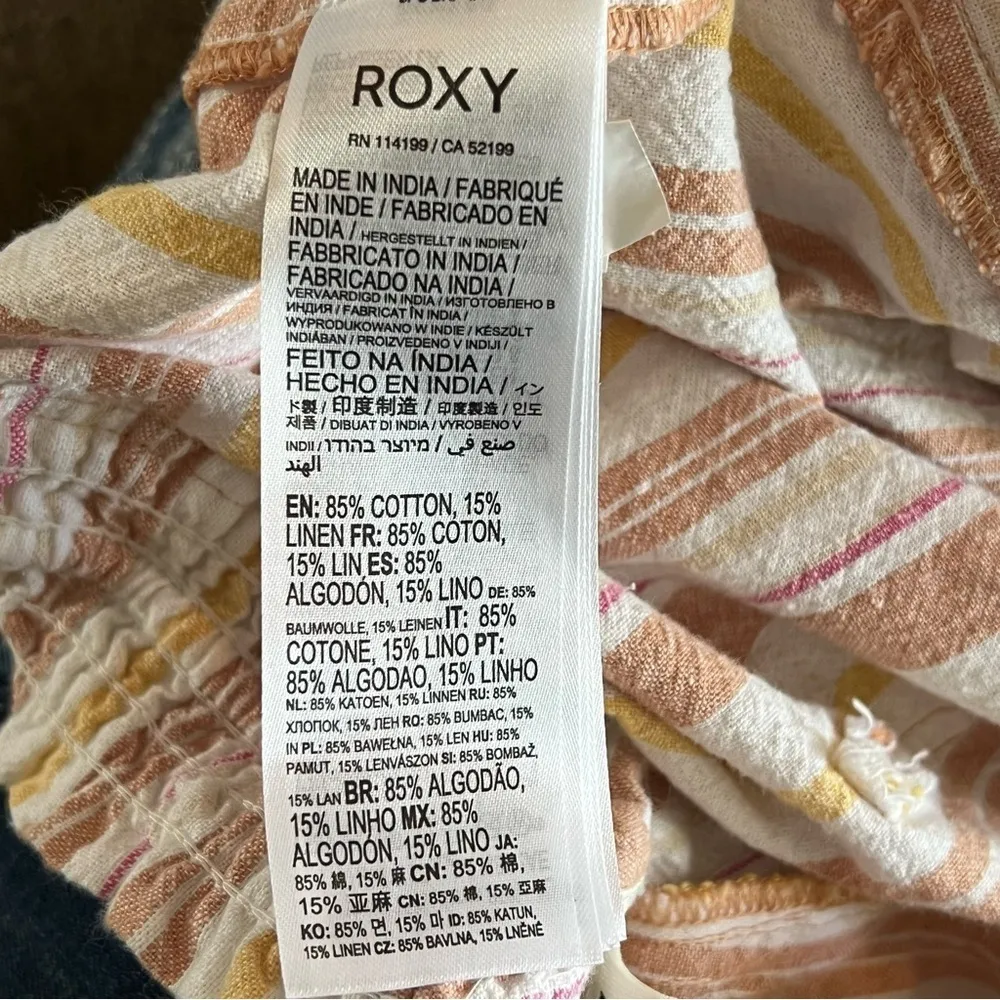 ROXY
RN 114199 / CA 52199
MADE IN INDIA / FABRIQUÉ
EN INDE / FABRICADO EN
INDIA / HERGESTELLT IN INDIEN /
FABBRICATO IN INDIA /
FABRICADO NA INDIA /
VERVAARDIGD IN INDIA / ИЗГОТОВЛЕНО В
ИНДИЯ / FABRICAT ÎN INDIA /
WYPRODUKOWANO W INDIE / KÉSZÜLT
INDIÁBAN / PROIZVEDENO V INDIJI /
FEITO NA ÍNDIA /
HECHO EN INDIA / イン
ド製 / 印度制造 / 印度製造 / 인도
제품 / DIBUAT DI INDIA / VYROBENO V
INDII / מיוצר בהודו / صنع في
الهند
EN: 85% COTTON, 15%
LINEN FR: 85% COTON,
15% LIN ES: 85%
ALGODÓN, 15% LINO DE: 85%
BAUMWOLLE, 15% LEINEN IT: 85%
COTONE, 15% LINO PT:
85% ALGODAO, 15% LINHO
NL: 85% KATOEN, 15% LINNEN RU: 85%
ХЛОПОК, 15% ЛЕН RO: 85% BUMBAC, 15%
IN PL: 85% BAWEŁNA, 15% LEN HU: 85%
PAMUT, 15% LENVÁSZON SI: 85% BOMBAŽ,
15% LAN BR: 85% ALGODÃO,
15% LINHO MX: 85%
ALGODÓN, 15% LINO JA:
85% 綿, 15% 麻 CN: 85% 棉,
15% 亚麻 CN: 85% 棉, 15% 亞麻
KO: 85% 면, 15% 마 ID: 85% KATUN,
15% LINEN CZ: 85% BAVLNA, 15% LNĚNÉ